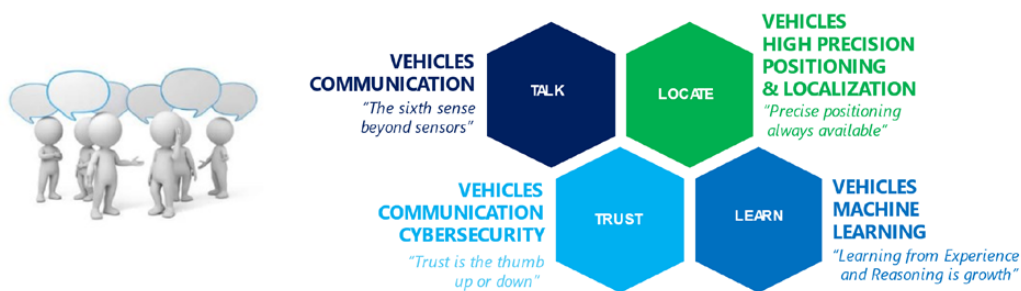 VEHICLES
COMMUNICATION
"The sixth sense
beyond sensors"
TALK
LOCATE
VEHICLES
HIGH PRECISION
POSITIONING
& LOCALIZATION
"Precise positioning
always available"
VEHICLES
COMMUNICATION
CYBERSECURITY
"Trust is the thumb
up or down"
TRUST
LEARN
VEHICLES
MACHINE
LEARNING
"Learning from Experience
and Reasoning is growth"